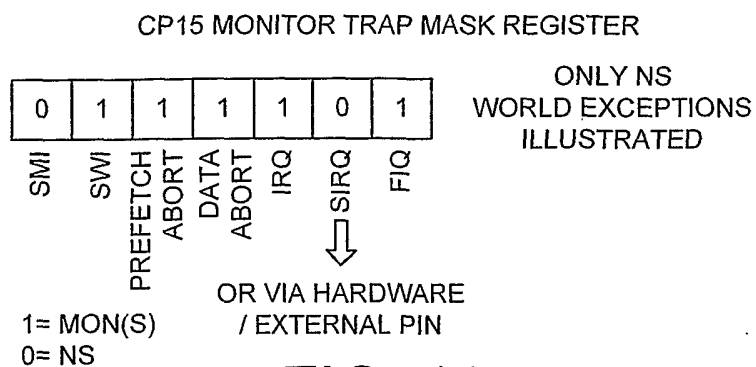 CP15 MONITOR TRAP MASK REGISTER
0 1 1 1 1 0 1
ONLY NS
WORLD EXCEPTIONS
ILLUSTRATED
SMI
SWI
PREFETCH
ABORT
DATA
ABORT
IRQ
SIRQ
FIQ
OR VIA HARDWARE
/ EXTERNAL PIN
1= MON(S)
0= NS